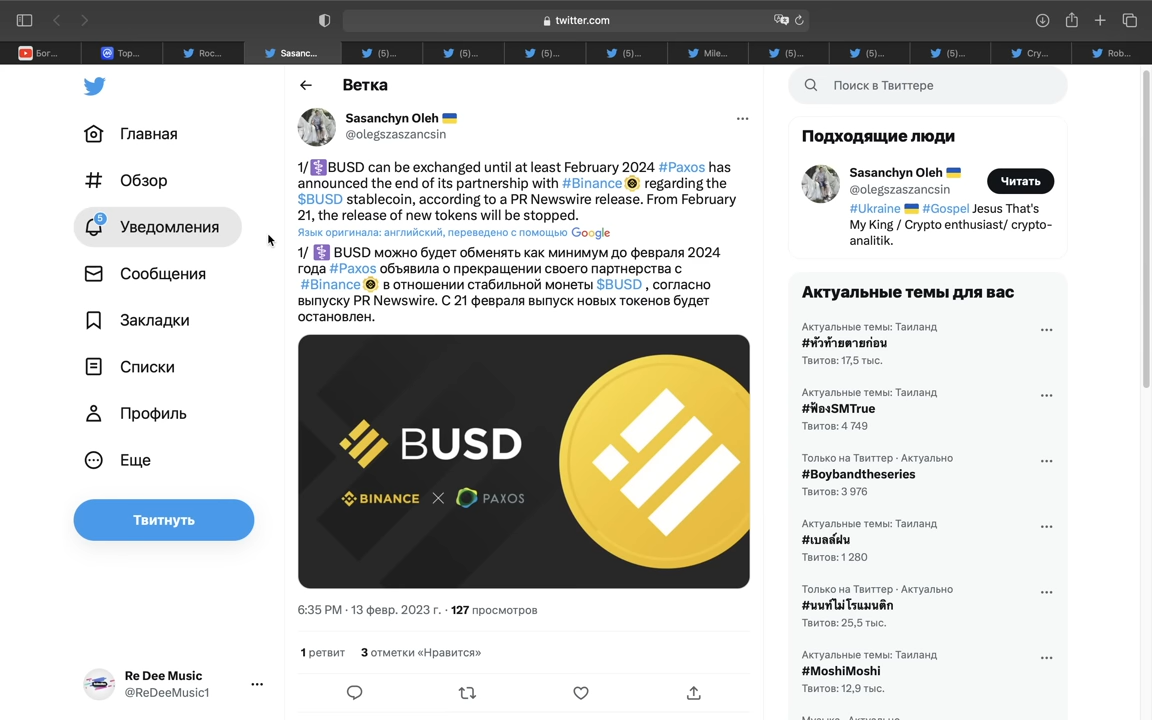 twitter.com
Бог...
Top...
Roc...
Sasanc...
(5)...
(5)...
(5)...
(5)...
Mile...
(5)...
(5)...
(5)...
Cry...
Rob...
Главная
Обзор
5
Уведомления
Сообщения
Закладки
Списки
Профиль
Еще
Твитнуть
Re Dee Music
@ReDeeMusic1
Ветка
Sasanchyn Oleh 🇺🇦
@olegszaszancsin
1/⚕️BUSD can be exchanged until at least February 2024 #Paxos has
announced the end of its partnership with #Binance regarding the
$BUSD stablecoin, according to a PR Newswire release. From February
21, the release of new tokens will be stopped.
Язык оригинала: английский, переведено с помощью Google
1/ ⚕️ BUSD можно будет обменять как минимум до февраля 2024
года #Paxos объявила о прекращении своего партнерства с
#Binance в отношении стабильной монеты $BUSD , согласно
выпуску PR Newswire. С 21 февраля выпуск новых токенов будет
остановлен.
BUSD
BINANCE X PAXOS
6:35 PM · 13 февр. 2023 г. · 127 просмотров
1 ретвит 3 отметки «Нравится»
Поиск в Твиттере
Подходящие люди
Sasanchyn Oleh 🇺🇦
@olegszaszancsin
Читать
#Ukraine 🇺🇦 #Gospel Jesus That's
My King / Crypto enthusiast/ crypto-
analitik.
Актуальные темы для вас
Актуальные темы: Таиланд
#หัวท้ายตายก่อน
Твитов: 17,5 тыс.
Актуальные темы: Таиланд
#ฟ้องSMTrue
Твитов: 4 749
Только на Твиттер · Актуально
#Boybandtheseries
Твитов: 3 976
Актуальные темы: Таиланд
#เบลล์ฝน
Твитов: 1 280
Только на Твиттер · Актуально
#นนท์ไม่โรแมนติก
Твитов: 25,5 тыс.
Актуальные темы: Таиланд
#MoshiMoshi
Твитов: 12,9 тыс.
Музыка · Актуально